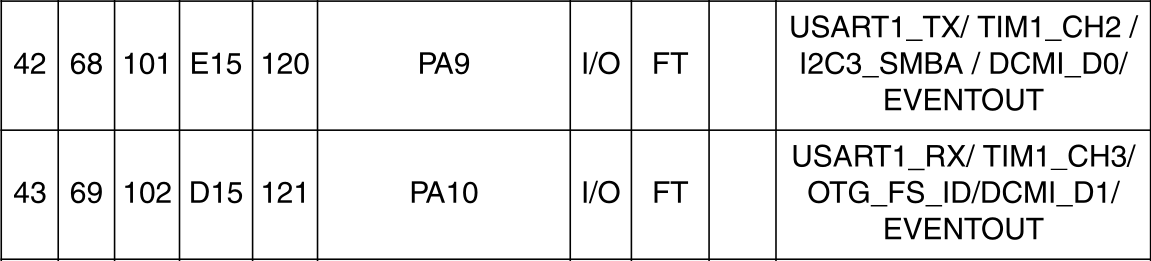 42 68 101 E15 120 PA9 I/O FT USART1_TX/ TIM1_CH2 /
I2C3_SMBA / DCMI_D0/
EVENTOUT
43 69 102 D15 121 PA10 I/O FT USART1_RX/ TIM1_CH3/
OTG_FS_ID/DCMI_D1/
EVENTOUT